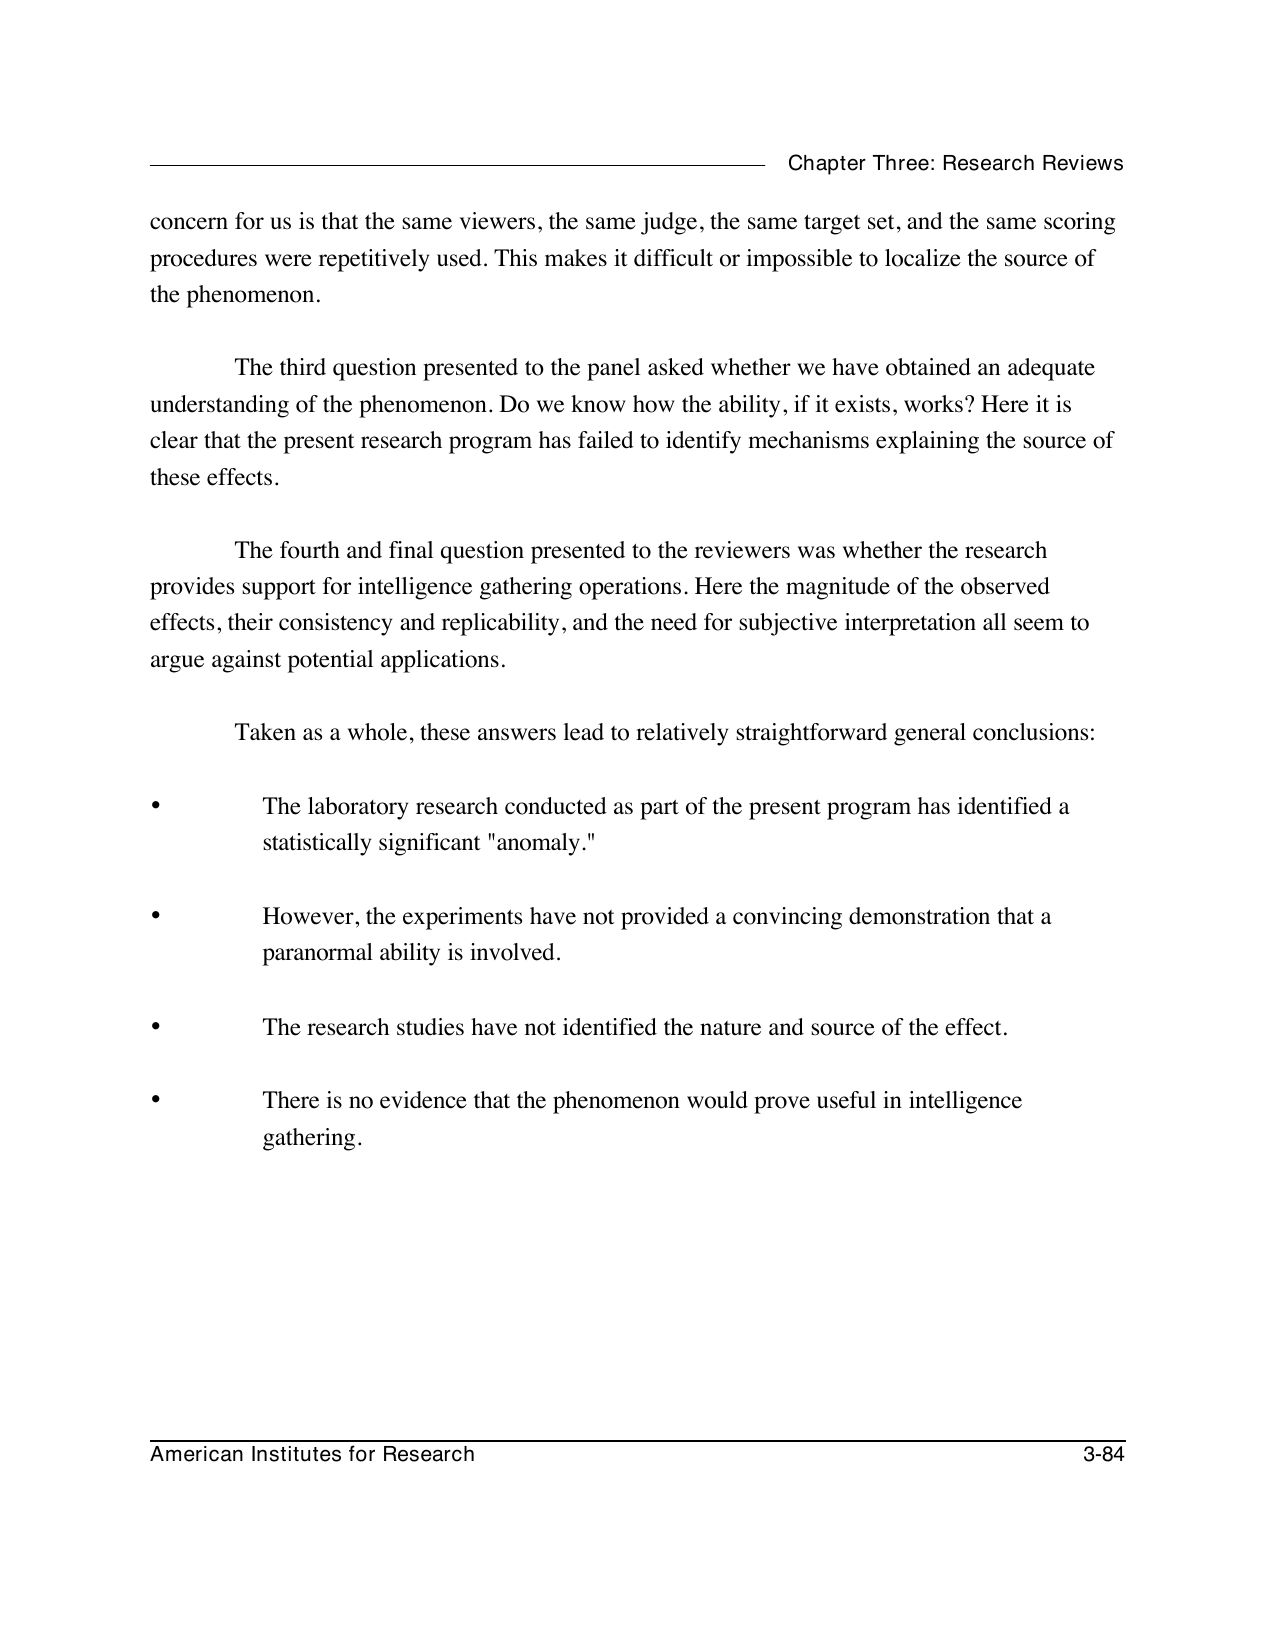 Chapter Three: Research Reviews
concern for us is that the same viewers, the same judge, the same target set, and the same scoring
procedures were repetitively used. This makes it difficult or impossible to localize the source of
the phenomenon.
The third question presented to the panel asked whether we have obtained an adequate
understanding of the phenomenon. Do we know how the ability, if it exists, works? Here it is
clear that the present research program has failed to identify mechanisms explaining the source of
these effects.
The fourth and final question presented to the reviewers was whether the research
provides support for intelligence gathering operations. Here the magnitude of the observed
effects, their consistency and replicability, and the need for subjective interpretation all seem to
argue against potential applications.
Taken as a whole, these answers lead to relatively straightforward general conclusions:
• The laboratory research conducted as part of the present program has identified a
statistically significant "anomaly."
• However, the experiments have not provided a convincing demonstration that a
paranormal ability is involved.
• The research studies have not identified the nature and source of the effect.
• There is no evidence that the phenomenon would prove useful in intelligence
gathering.
American Institutes for Research 3-84